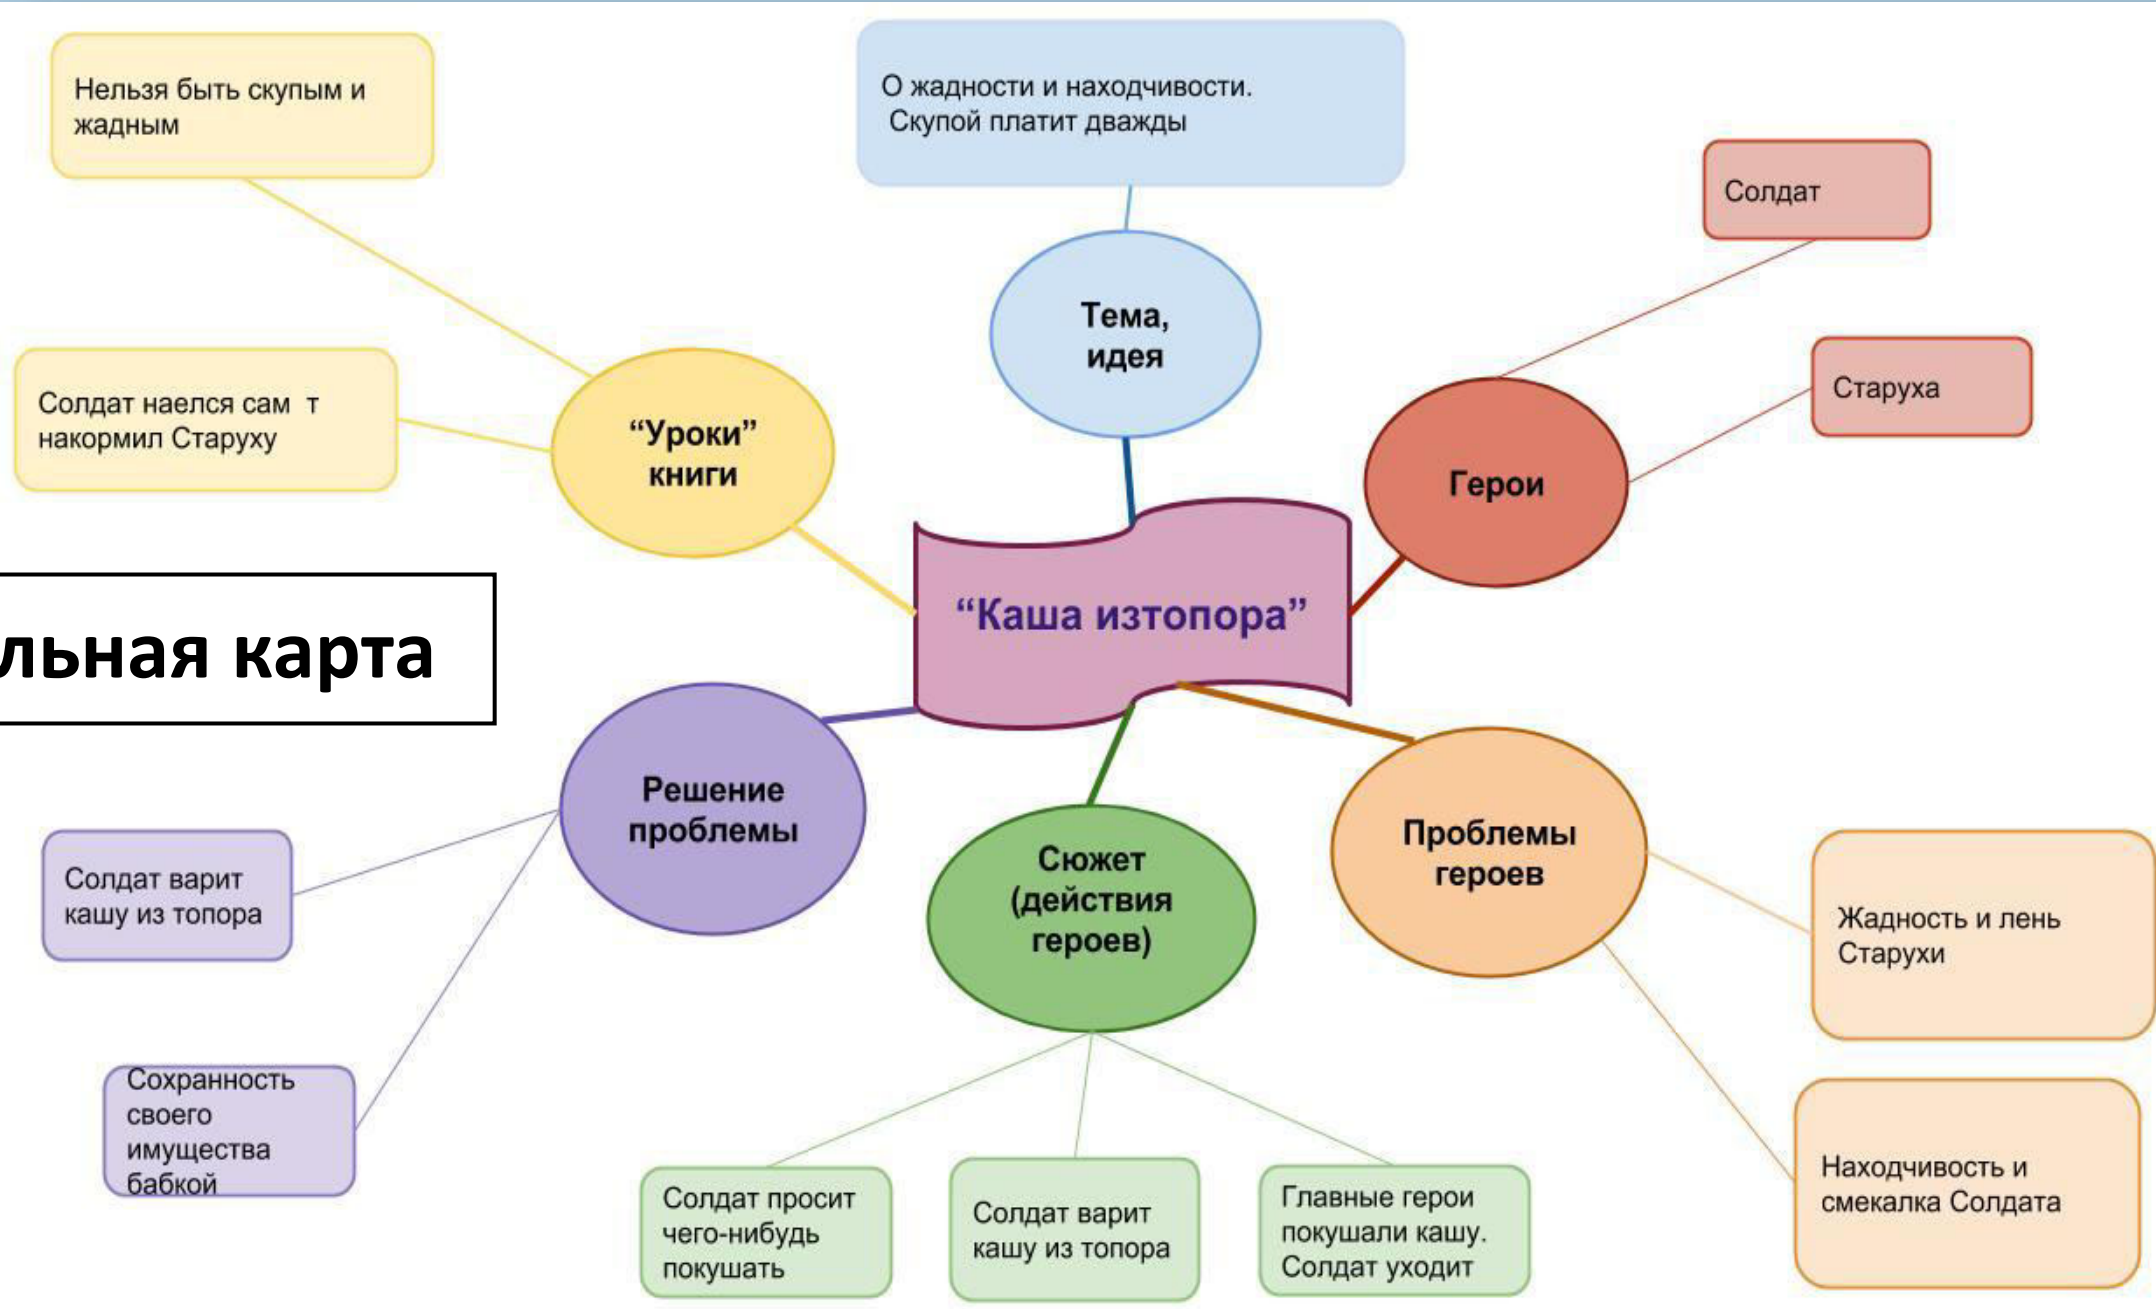 Нельзя быть скупым и
жадным
О жадности и находчивости.
Скупой платит дважды
Солдат
Старуха
Тема,
идея
Солдат наелся сам т
накормил Старуху
“Уроки”
книги
Герои
“Каша изтопора”
льная карта
Решение
проблемы
Проблемы
героев
Сюжет
(действия
героев)
Солдат варит
кашу из топора
Жадность и лень
Старухи
Сохранность
своего
имущества
бабкой
Находчивость и
смекалка Солдата
Солдат просит
чего-нибудь
покушать
Солдат варит
кашу из топора
Главные герои
покушали кашу.
Солдат уходит